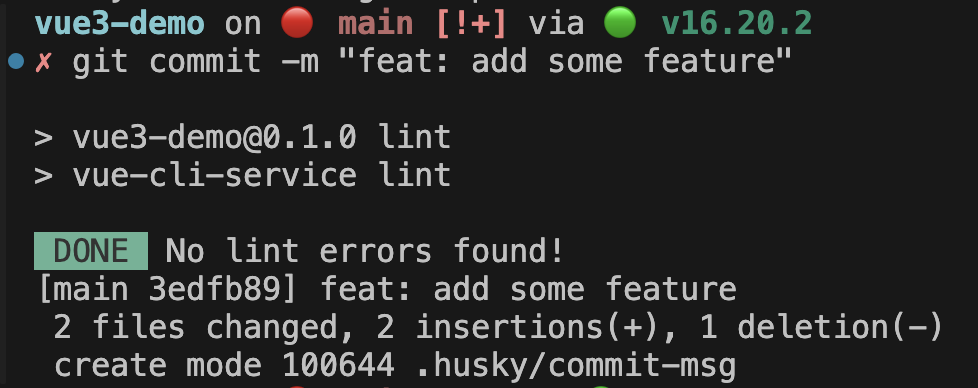 vue3-demo on 🔴 main [!+] via 🟢 v16.20.2
✗ git commit -m "feat: add some feature"
> vue3-demo@0.1.0 lint
> vue-cli-service lint
DONE No lint errors found!
[main 3edfb89] feat: add some feature
2 files changed, 2 insertions(+), 1 deletion(-)
create mode 100644 .husky/commit-msg